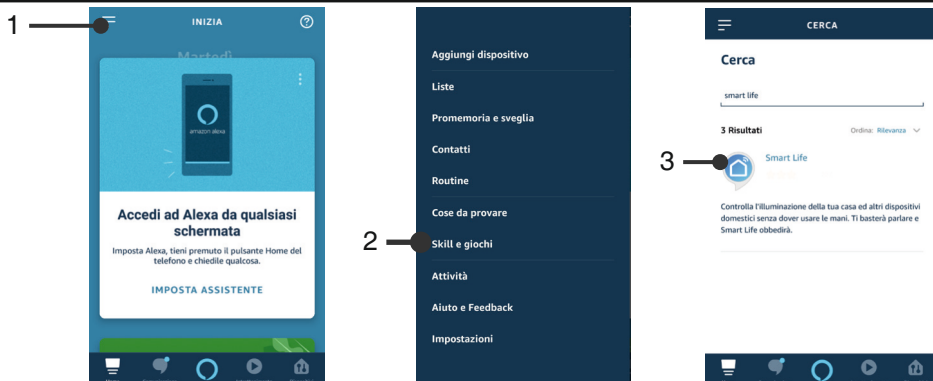 1
INIZIA
Martedì
amazon alexa
Accedi ad Alexa da qualsiasi
schermata
Imposta Alexa, tieni premuto il pulsante Home del
telefono e chiedile qualcosa.
IMPOSTA ASSISTENTE
2
Aggiungi dispositivo
Liste
Promemoria e sveglia
Contatti
Routine
Cose da provare
Skill e giochi
Attività
Aiuto e Feedback
Impostazioni
3
CERCA
Cerca
smart life
3 Risultati
Ordina: Rilevanza
Smart Life
Controlla l'illuminazione della tua casa ed altri dispositivi
domestici senza dover usare le mani. Ti basterà parlare e
Smart Life obbedirà.